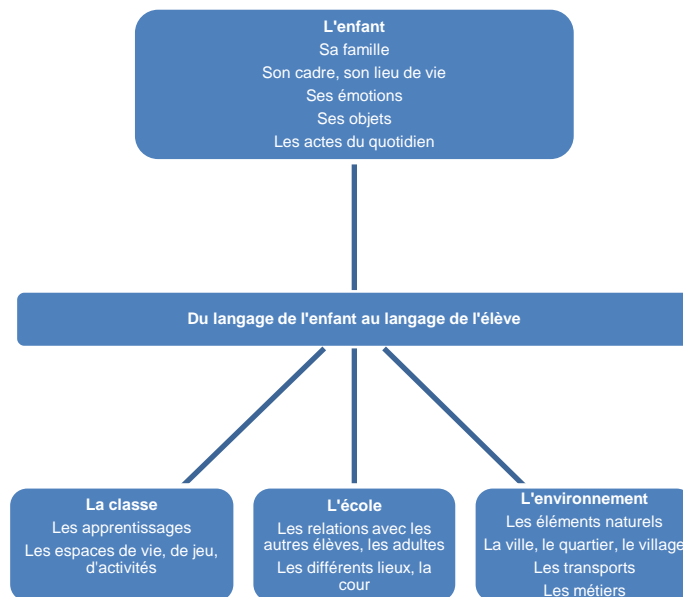 L'enfant
Sa famille
Son cadre, son lieu de vie
Ses émotions
Ses objets
Les actes du quotidien
Du langage de l'enfant au langage de l'élève
La classe
Les apprentissages
Les espaces de vie, de jeu,
d'activités
L'école
Les relations avec les
autres élèves, les adultes
Les différents lieux, la
cour
L'environnement
Les éléments naturels
La ville, le quartier, le village
Les transports
Les métiers